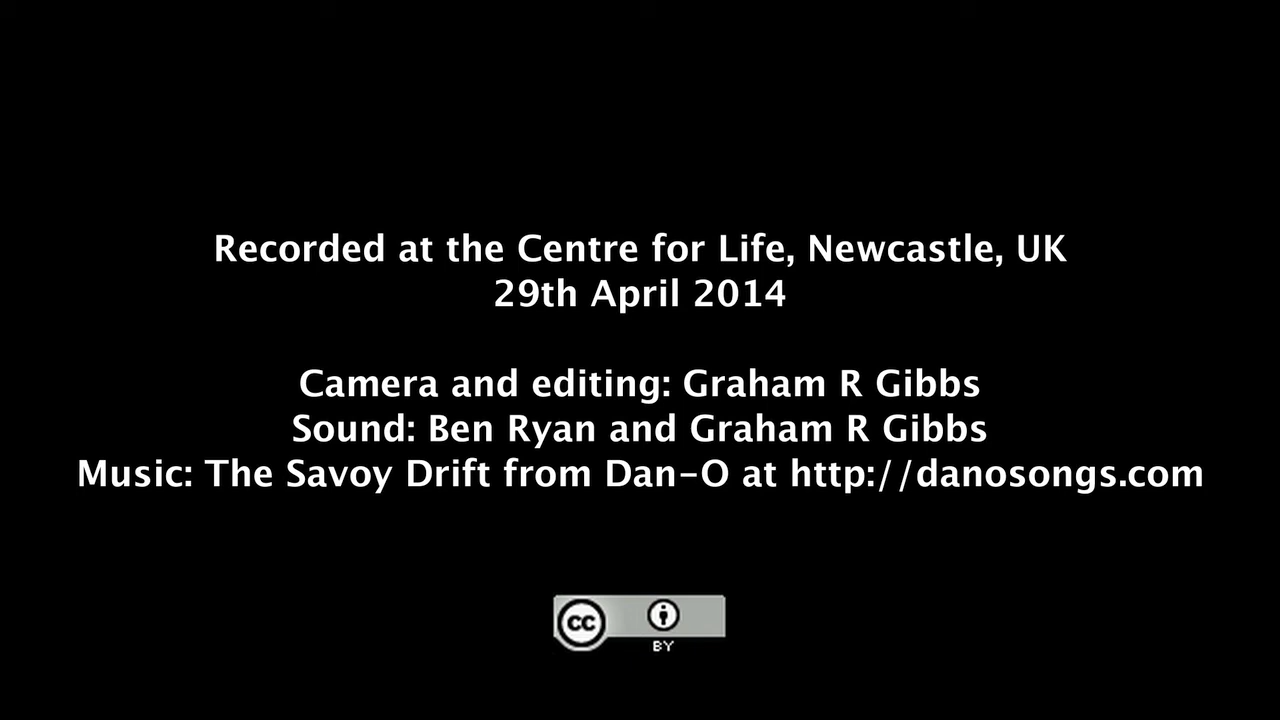 Recorded at the Centre for Life, Newcastle, UK
29th April 2014
Camera and editing: Graham R Gibbs
Sound: Ben Ryan and Graham R Gibbs
Music: The Savoy Drift from Dan-O at http://danosongs.com
cc
BY